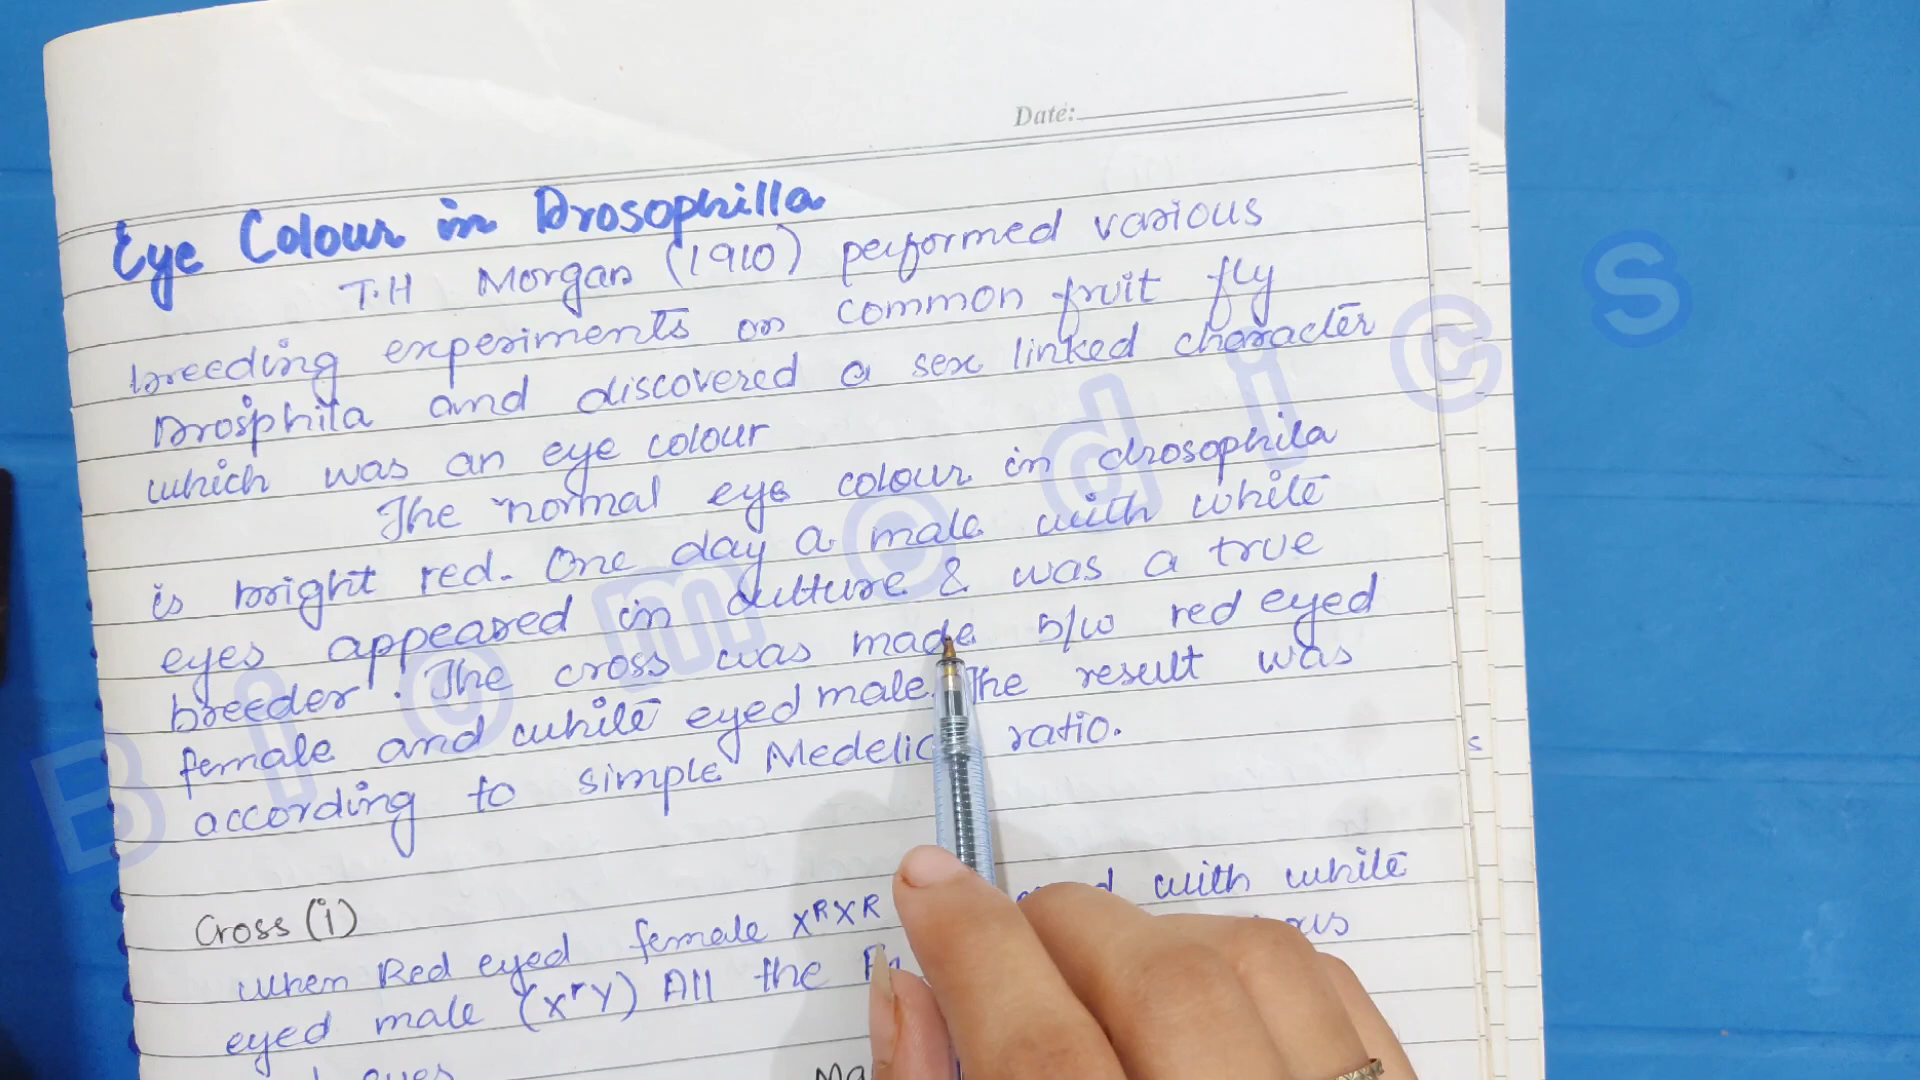 Date:
Eye Colour in Drosophilla
T.H Morgan (1910) performed various
breeding experiments on common fruit fly
Drosphila and discovered a sex linked character
which was an eye colour
The normal eye colour in drosophila
is bright red. One day a male with white
eyes appeared in culture & was a true
breeder. The cross was made b/w red eyed
female and white eyed male. The result was
according to simple Medelic ratio.
s
Cross (i)
when Red eyed female XRXR with white
eyed male (XrY) All the
eyes
Biomedics